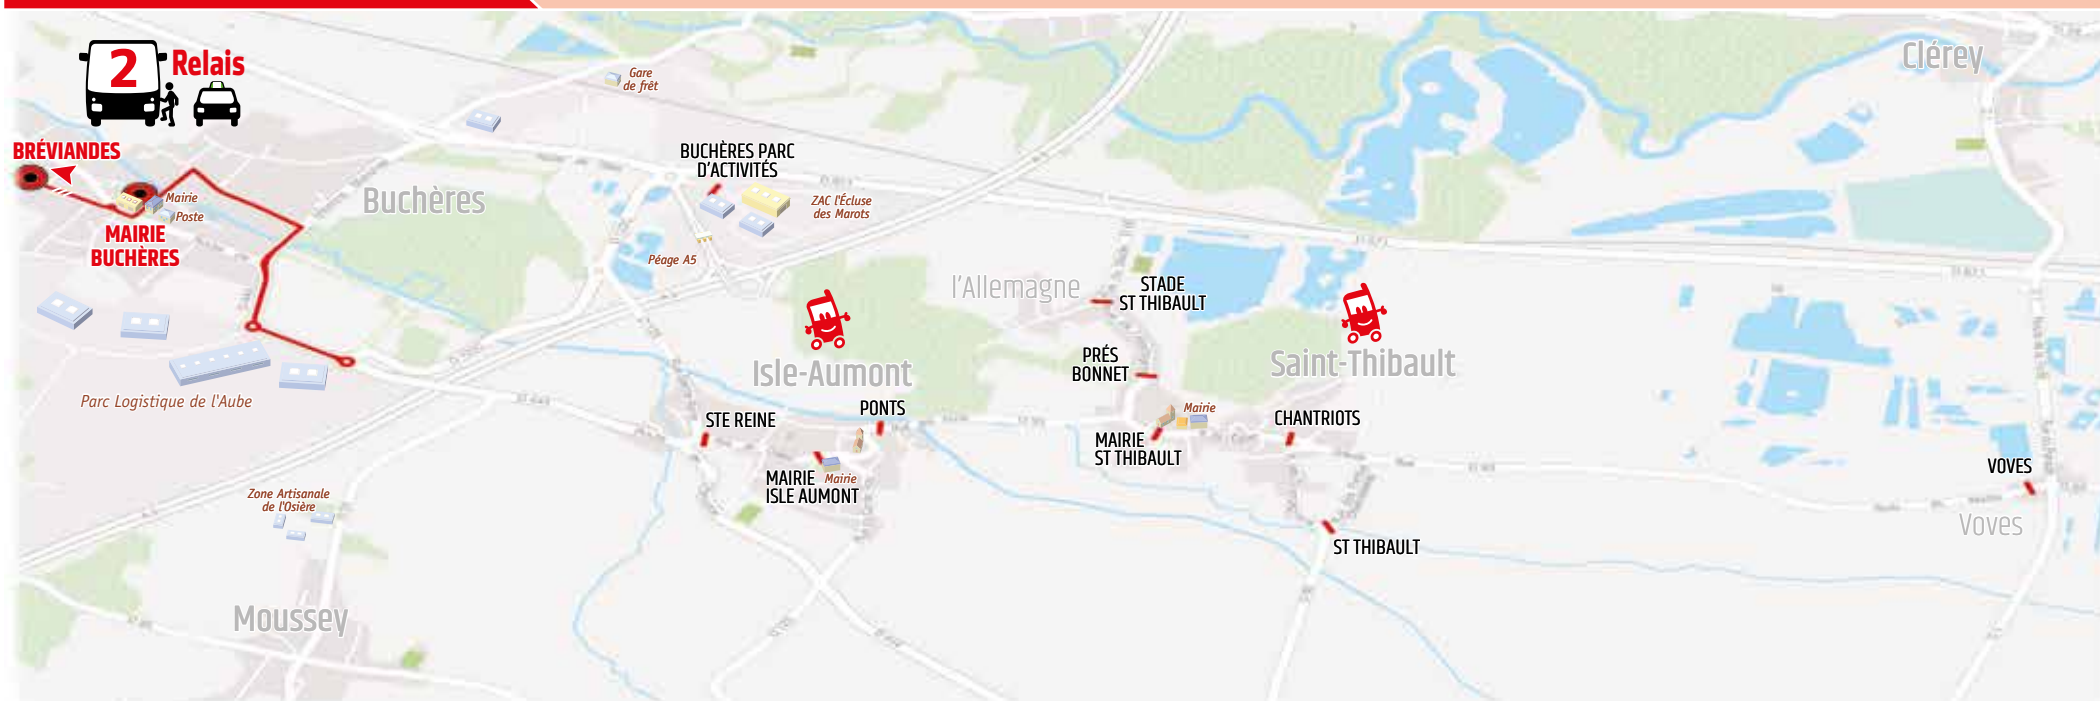 2 Relais
Clérey
Gare
de frêt
BRÉVIANDES
BUCHÈRES PARC
D'ACTIVITÉS
Buchères
Mairie
Poste
ZAC l'Écluse
des Marots
MAIRIE
BUCHÈRES
Péage A5
l'Allemagne
STADE
ST THIBAULT
PRÉS
BONNET
Isle-Aumont
Saint-Thibault
Parc Logistique de l'Aube
STE REINE
PONTS
Mairie
CHANTRIOTS
MAIRIE
ST THIBAULT
MAIRIE Mairie
ISLE AUMONT
VOVES
Zone Artisanale
de l'Osière
Voves
ST THIBAULT
Moussey